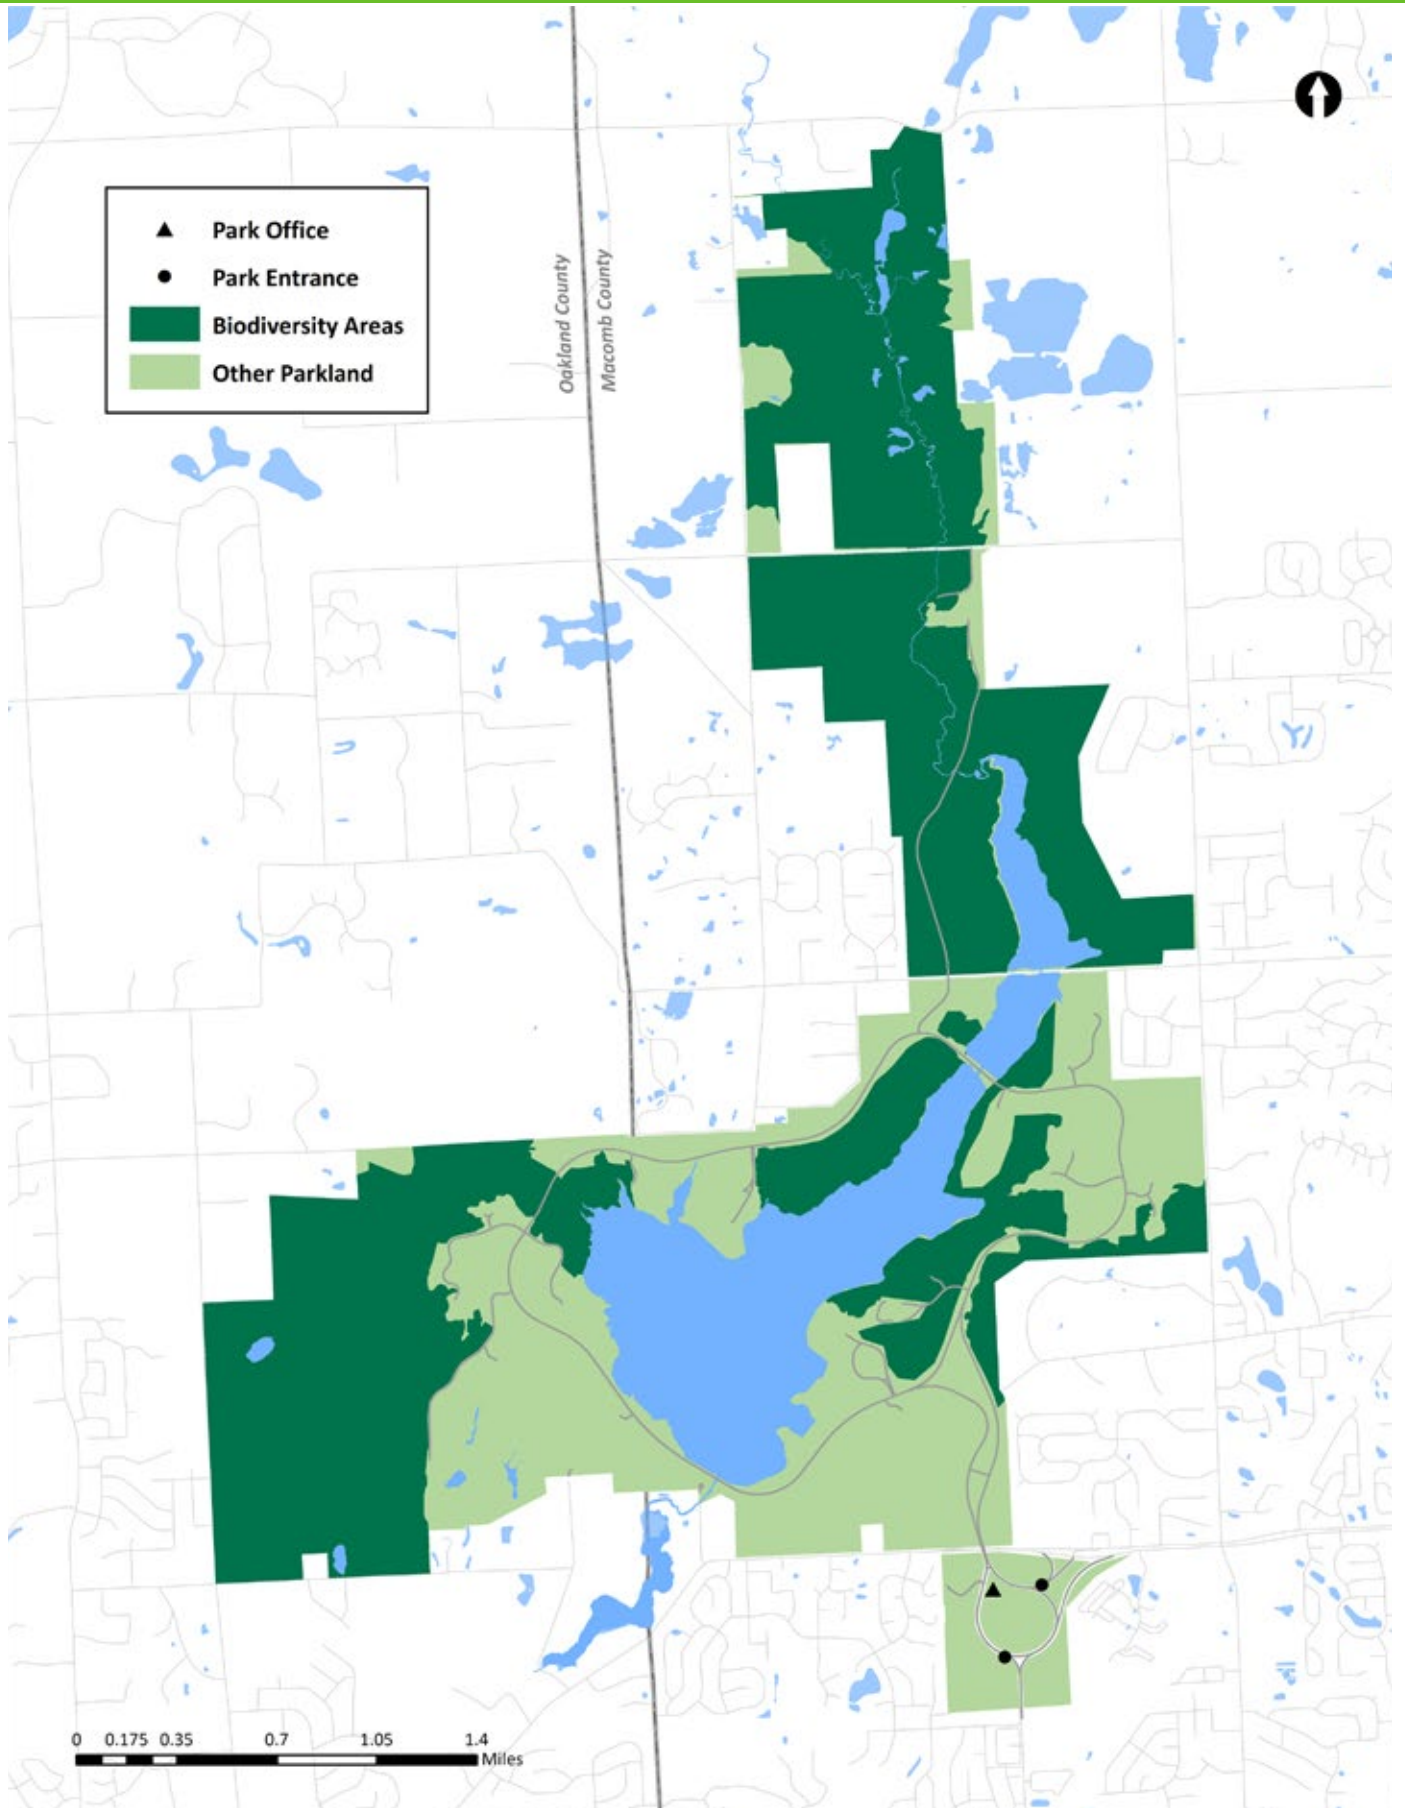 Park Office
Park Entrance
Biodiversity Areas
Other Parkland
Oakland County
Macomb County
0 0.175 0.35 0.7 1.05 1.4
Miles